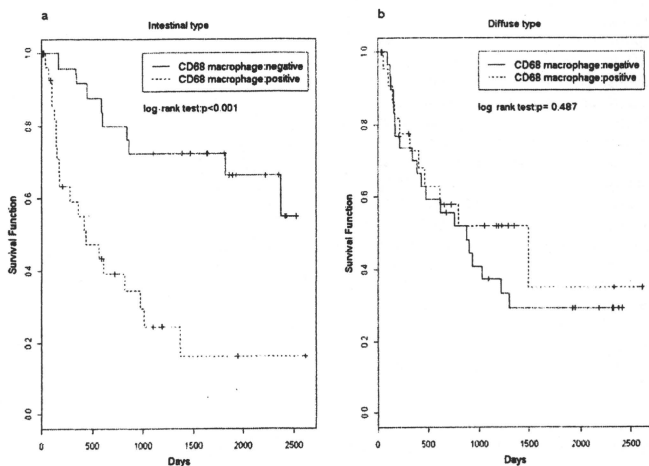 a
Intestinal type
CD68 macrophage:negative
CD68 macrophage:positive
log-rank test:p<0.001
Survival Function
0.0
0.2
0.4
0.6
0.8
1.0
0
500
1000
1500
2000
2500
Days
b
Diffuse type
CD68 macrophage:negative
CD68 macrophage:positive
log rank test:p= 0.487
Survival Function
0.0
0.2
0.4
0.6
0.8
1.0
0
500
1000
1500
2000
2500
Days